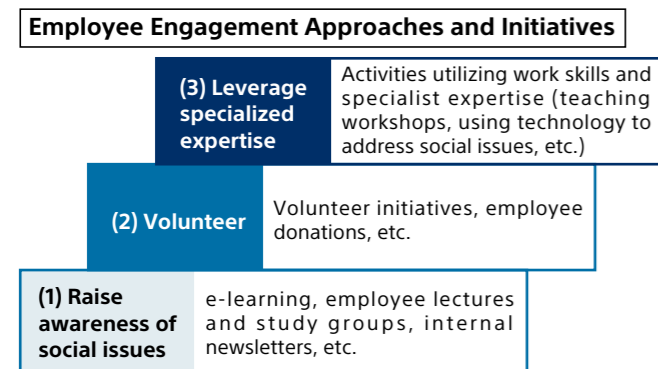 Employee Engagement Approaches and Initiatives
(3) Leverage
specialized
expertise
Activities utilizing work skills and
specialist expertise (teaching
workshops, using technology to
address social issues, etc.)
(2) Volunteer
Volunteer initiatives, employee
donations, etc.
(1) Raise
awareness of
social issues
e-learning, employee lectures
and study groups, internal
newsletters, etc.